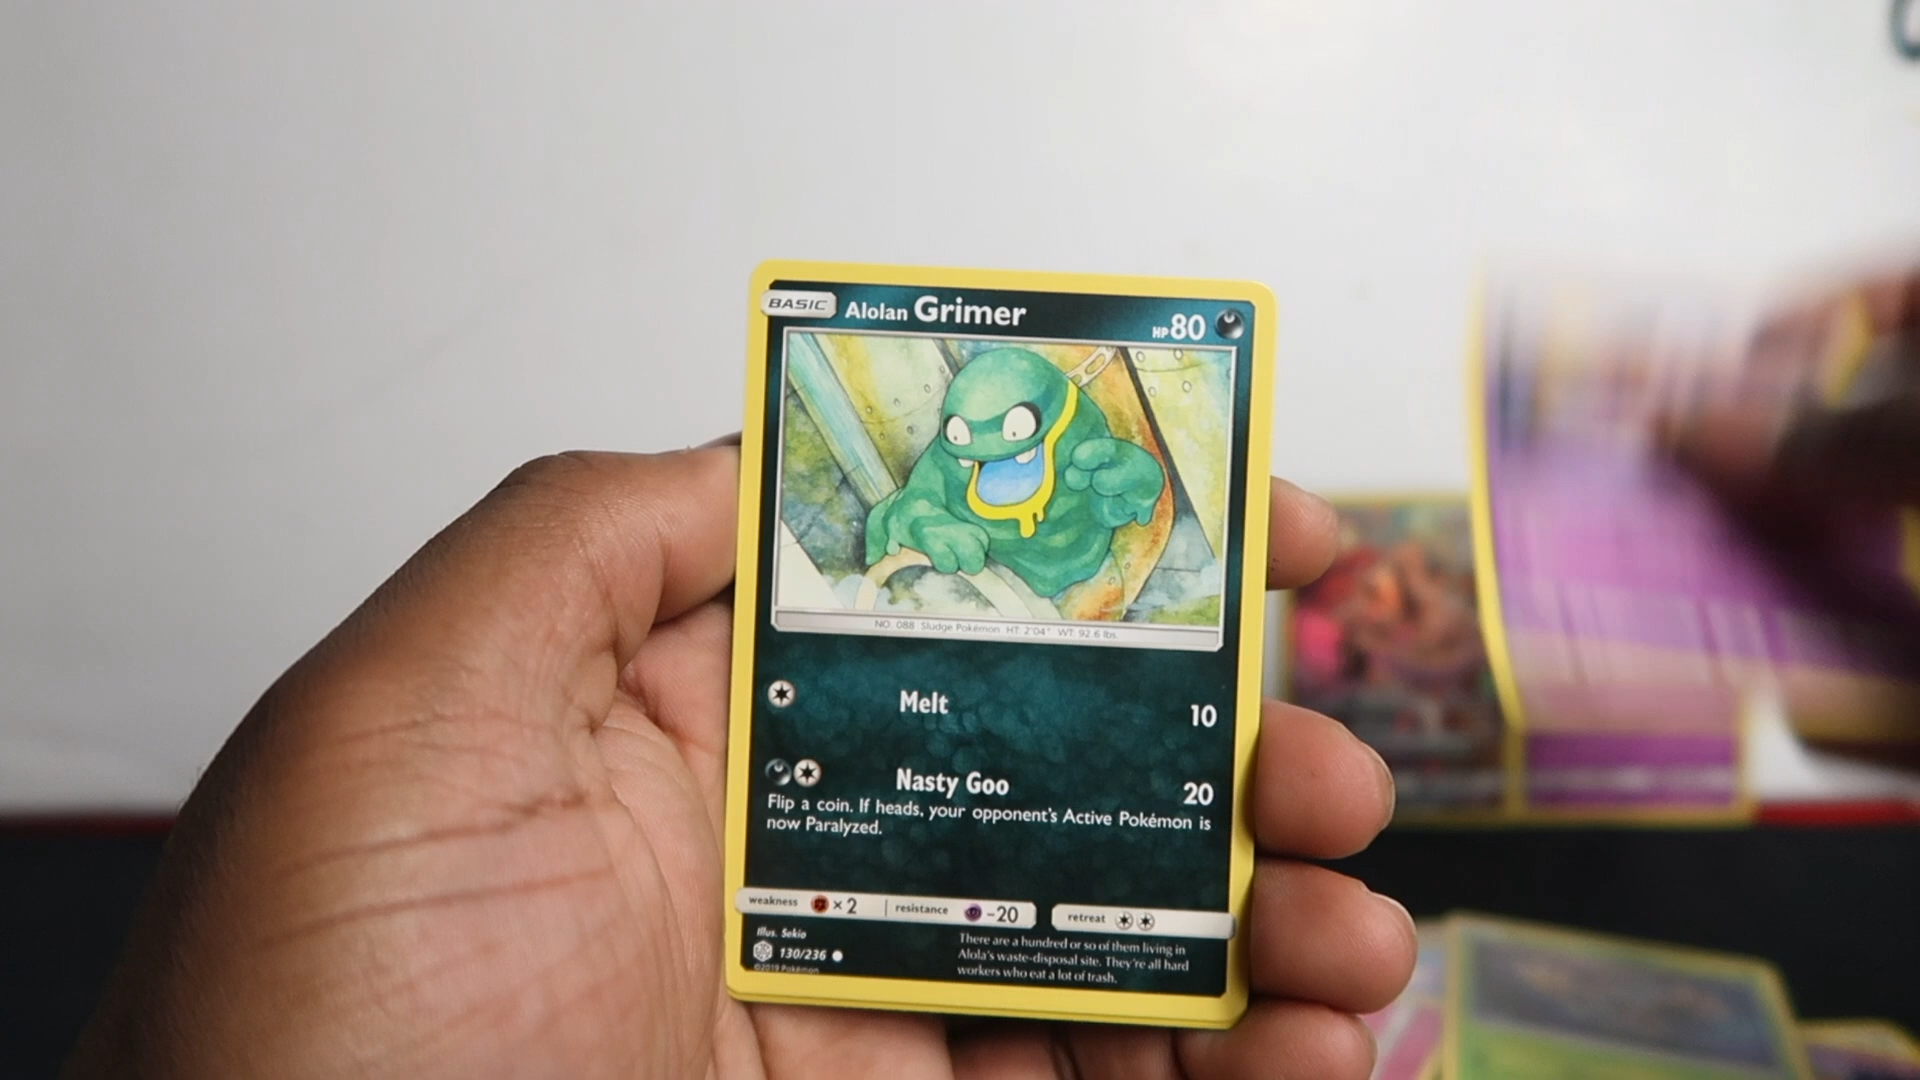 BASIC Alolan Grimer HP 80
NO. 088 Sludge Pokémon HT: 2'04" WT: 92.6 lbs.
Melt 10
Nasty Goo 20
Flip a coin. If heads, your opponent's Active Pokémon is
now Paralyzed.
weakness ×2 resistance -20 retreat
Illus. Sekio
130/236
©2019 Pokémon
There are a hundred or so of them living in
Alola's waste-disposal site. They're all hard
workers who eat a lot of trash.